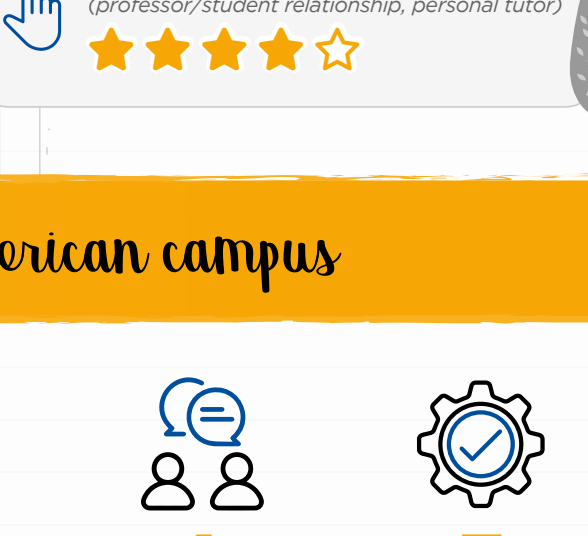 (professor/student relationship, personal tutor)
erican campus